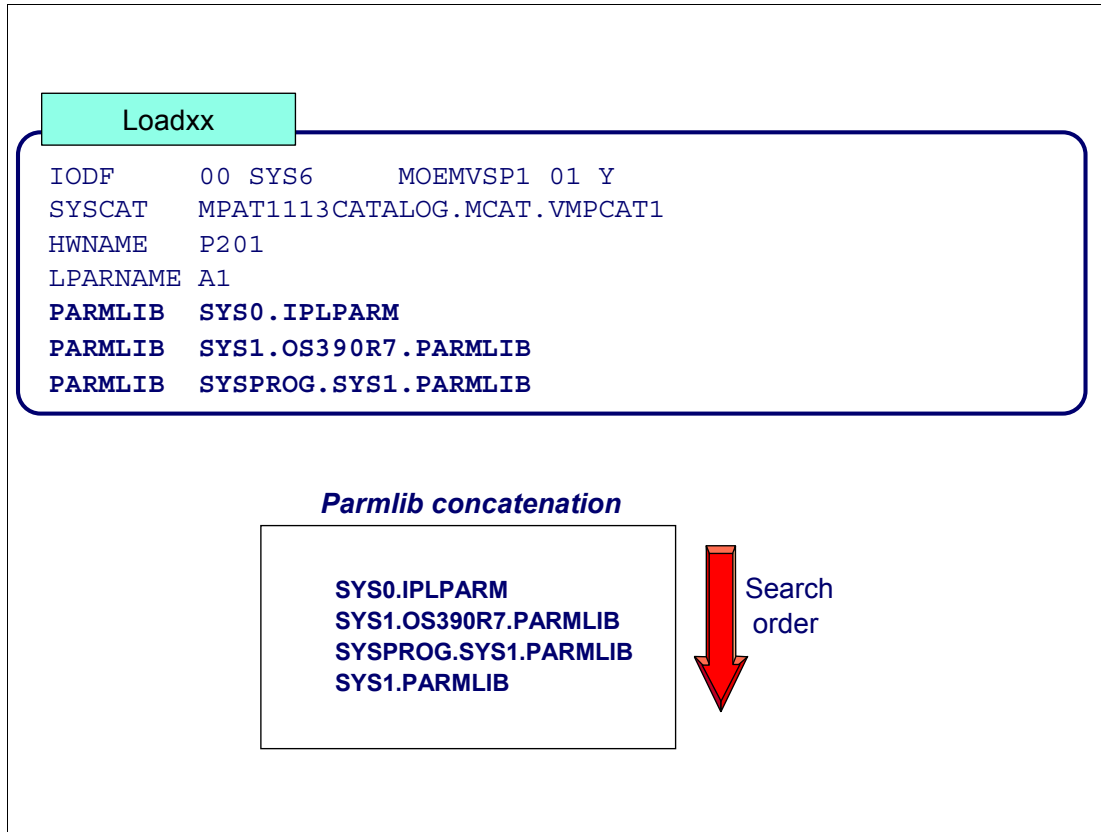 Loadxx
IODF 00 SYS6 MOEMVSP1 01 Y
SYSCAT MPAT1113CATALOG.MCAT.VMPCAT1
HWNAME P201
LPARNAME A1
PARMLIB SYS0.IPLPARM
PARMLIB SYS1.OS390R7.PARMLIB
PARMLIB SYSPROG.SYS1.PARMLIB
Parmlib concatenation
SYS0.IPLPARM
SYS1.OS390R7.PARMLIB
SYSPROG.SYS1.PARMLIB
SYS1.PARMLIB
Search
order